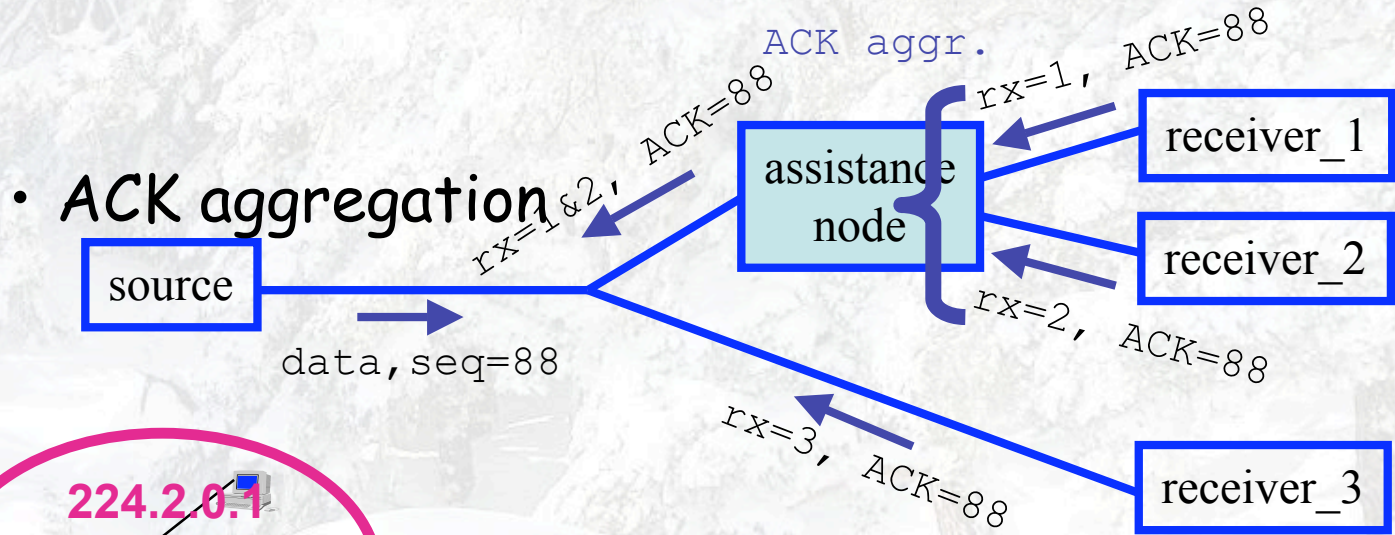 ACK aggr.
• ACK aggregation
source
data,seq=88
rx=1&2, ACK=88
assistance
node
rx=1, ACK=88
receiver_1
rx=2, ACK=88
receiver_2
rx=3, ACK=88
receiver_3
224.2.0.1